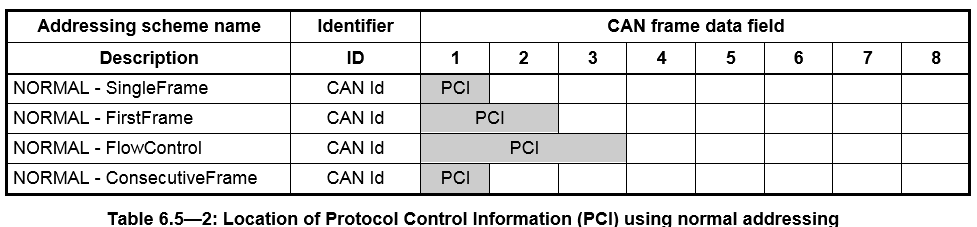 Addressing scheme name Identifier CAN frame data field
Description ID 1 2 3 4 5 6 7 8
NORMAL - SingleFrame CAN Id PCI
NORMAL - FirstFrame CAN Id PCI
NORMAL - FlowControl CAN Id PCI
NORMAL - ConsecutiveFrame CAN Id PCI
Table 6.5—2: Location of Protocol Control Information (PCI) using normal addressing